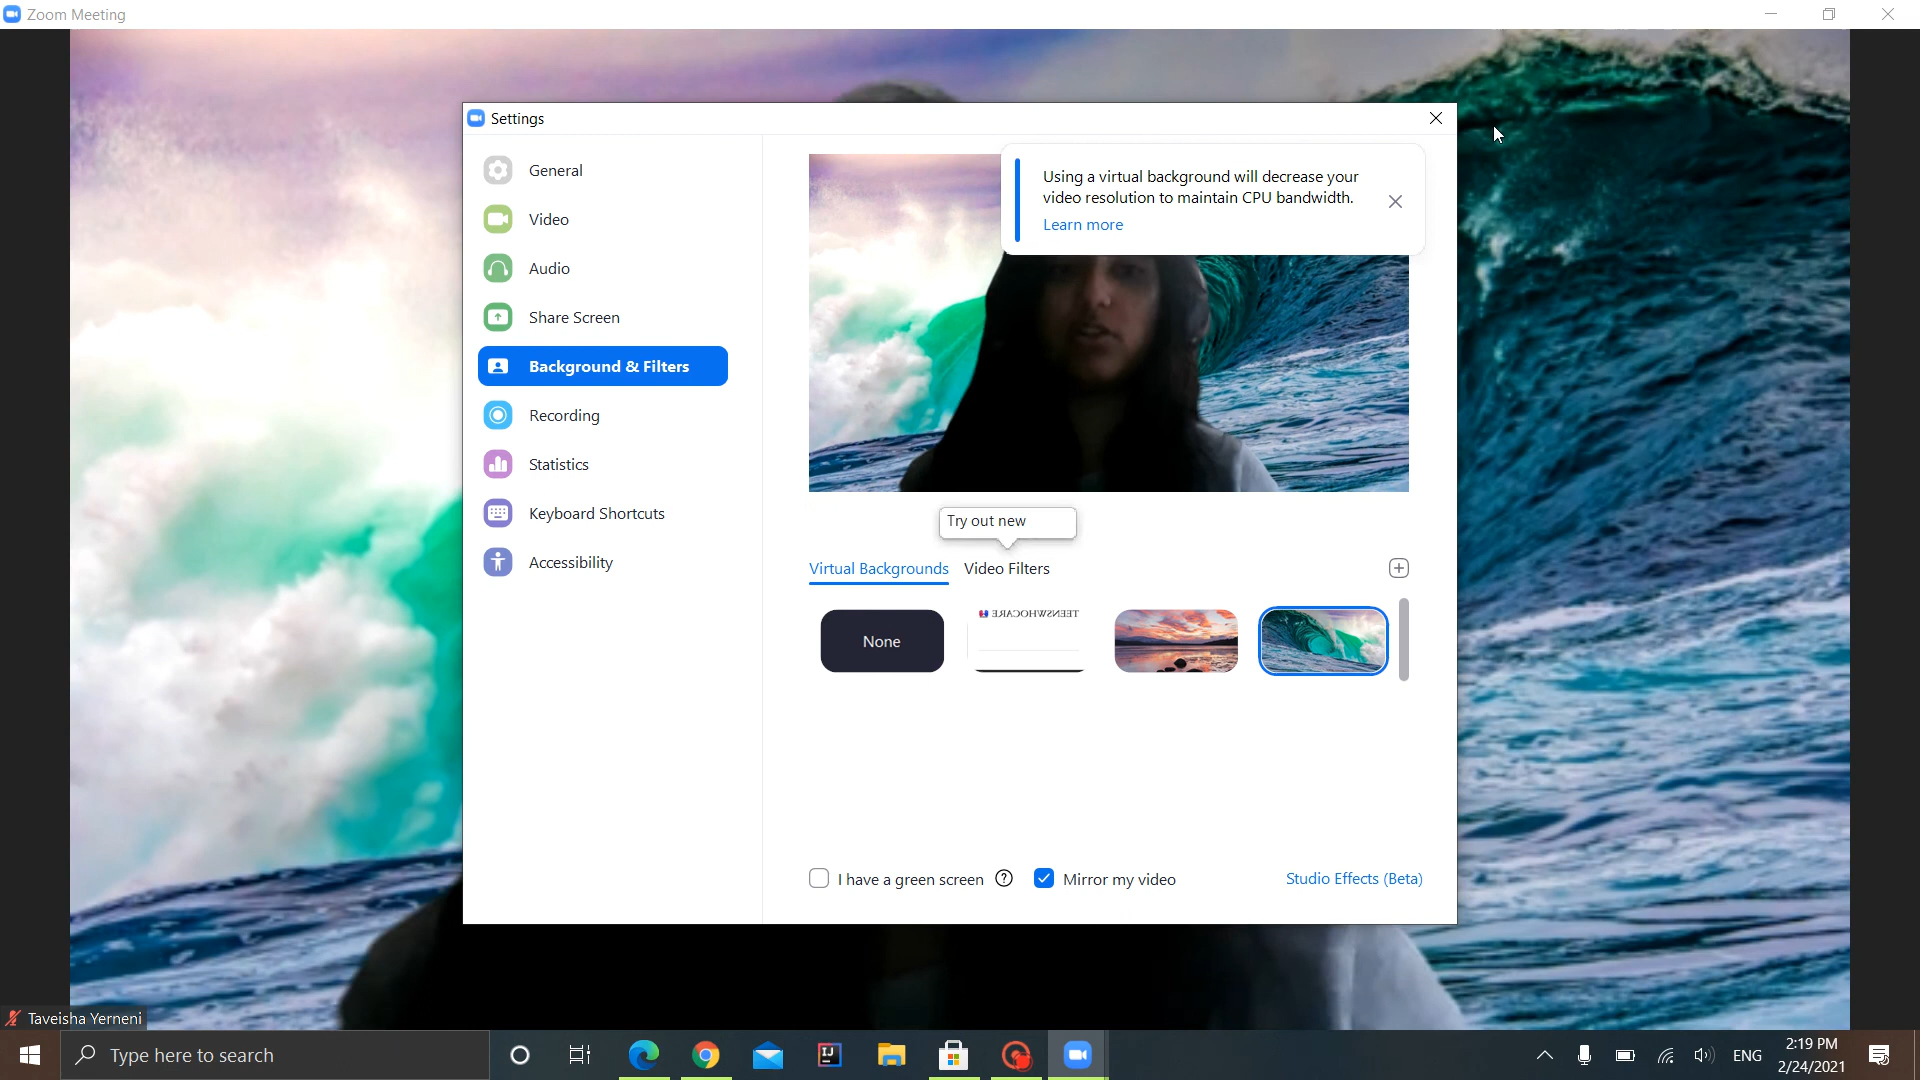 Zoom Meeting
Settings
General
Video
Audio
Share Screen
Background & Filters
Recording
Statistics
Keyboard Shortcuts
Accessibility
Using a virtual background will decrease your
video resolution to maintain CPU bandwidth.
Learn more
Try out new
Virtual Backgrounds Video Filters
None
TEENSWHOCARE
I have a green screen
Mirror my video
Studio Effects (Beta)
Taveisha Yerneni
Type here to search
IJ
ENG
2:19 PM
2/24/2021